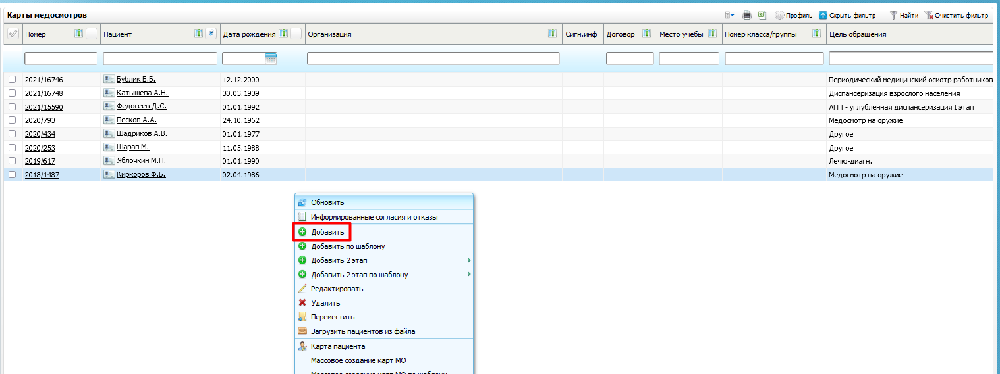 Карты медосмотров Профиль Скрыть фильтр Найти Очистить фильтр
Номер Пациент Дата рождения Организация Сигн.инф Договор Место учебы Номер класса/группы Цель обращения
2021/16746 Бублик Б.Б. 12.12.2000 Периодический медицинский осмотр работников
2021/16748 Катышева А.Н. 30.03.1939 Диспансеризация взрослого населения
2021/15590 Федосеев Д.С. 01.01.1992 АПП - углубленная диспансеризация I этап
2020/793 Песков А.А. 24.10.1962 Медосмотр на оружие
2020/434 Шадриков А.В. 01.01.1977 Другое
2020/253 Шарап М. 11.05.1988 Другое
2019/617 Яблочкин М.П. 01.01.1990 Лечю-диагн.
2018/1487 Киркоров Ф.Б. 02.04.1986 Медосмотр на оружие
Обновить
Информированные согласия и отказы
Добавить
Добавить по шаблону
Добавить 2 этап
Добавить 2 этап по шаблону
Редактировать
Удалить
Переместить
Загрузить пациентов из файла
Карта пациента
Массовое создание карт МО